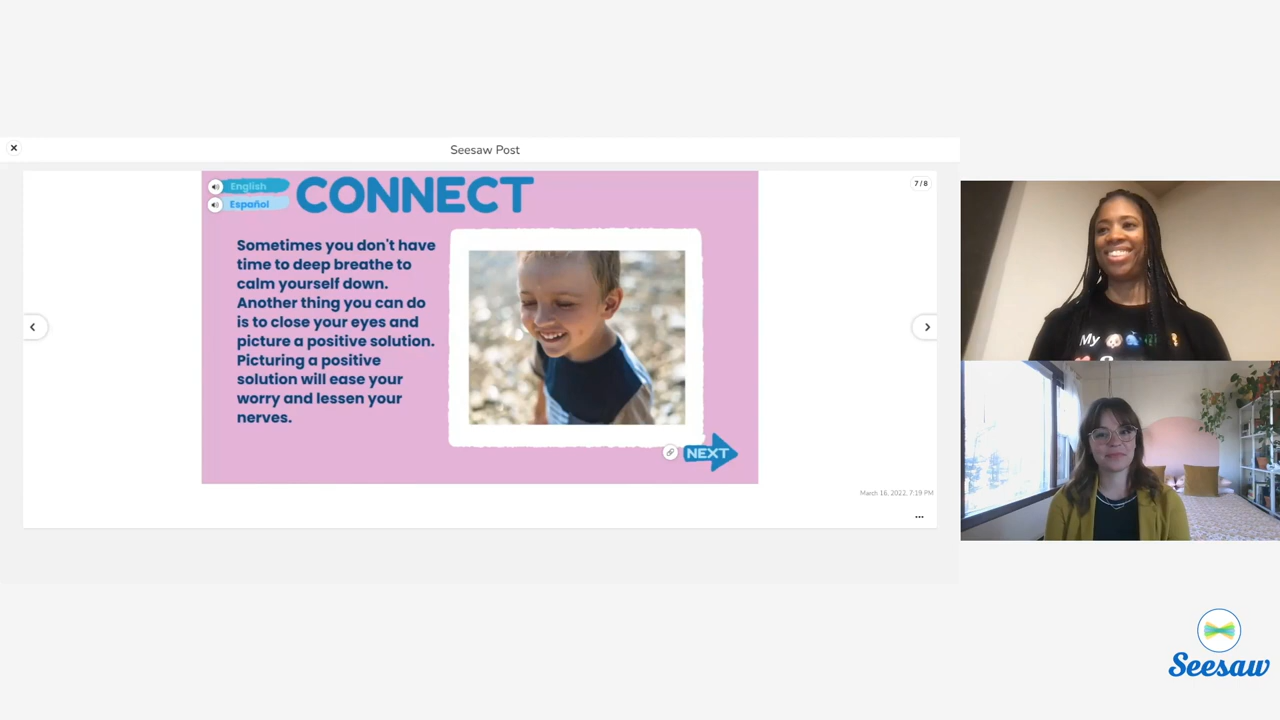 Seesaw Post
English
Español
CONNECT
7 / 8
Sometimes you don't have
time to deep breathe to
calm yourself down.
Another thing you can do
is to close your eyes and
picture a positive solution.
Picturing a positive
solution will ease your
worry and lessen your
nerves.
NEXT
March 16, 2022, 7:19 PM
My
Seesaw